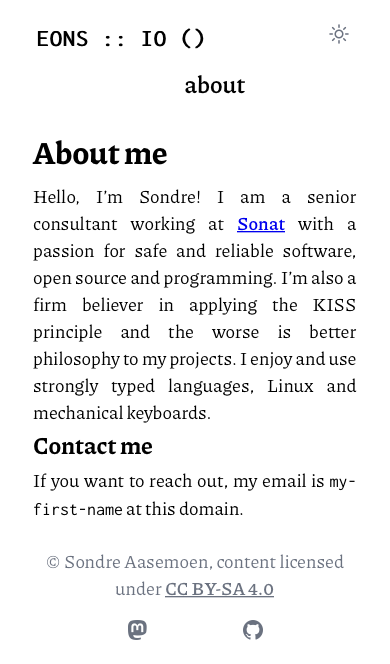 EONS :: IO ()
about
About me
Hello, I'm Sondre! I am a senior
consultant working at Sonat with a
passion for safe and reliable software,
open source and programming. I'm also a
firm believer in applying the KISS
principle and the worse is better
philosophy to my projects. I enjoy and use
strongly typed languages, Linux and
mechanical keyboards.
Contact me
If you want to reach out, my email is my-
first-name at this domain.
© Sondre Aasemoen, content licensed
under CC BY-SA 4.0